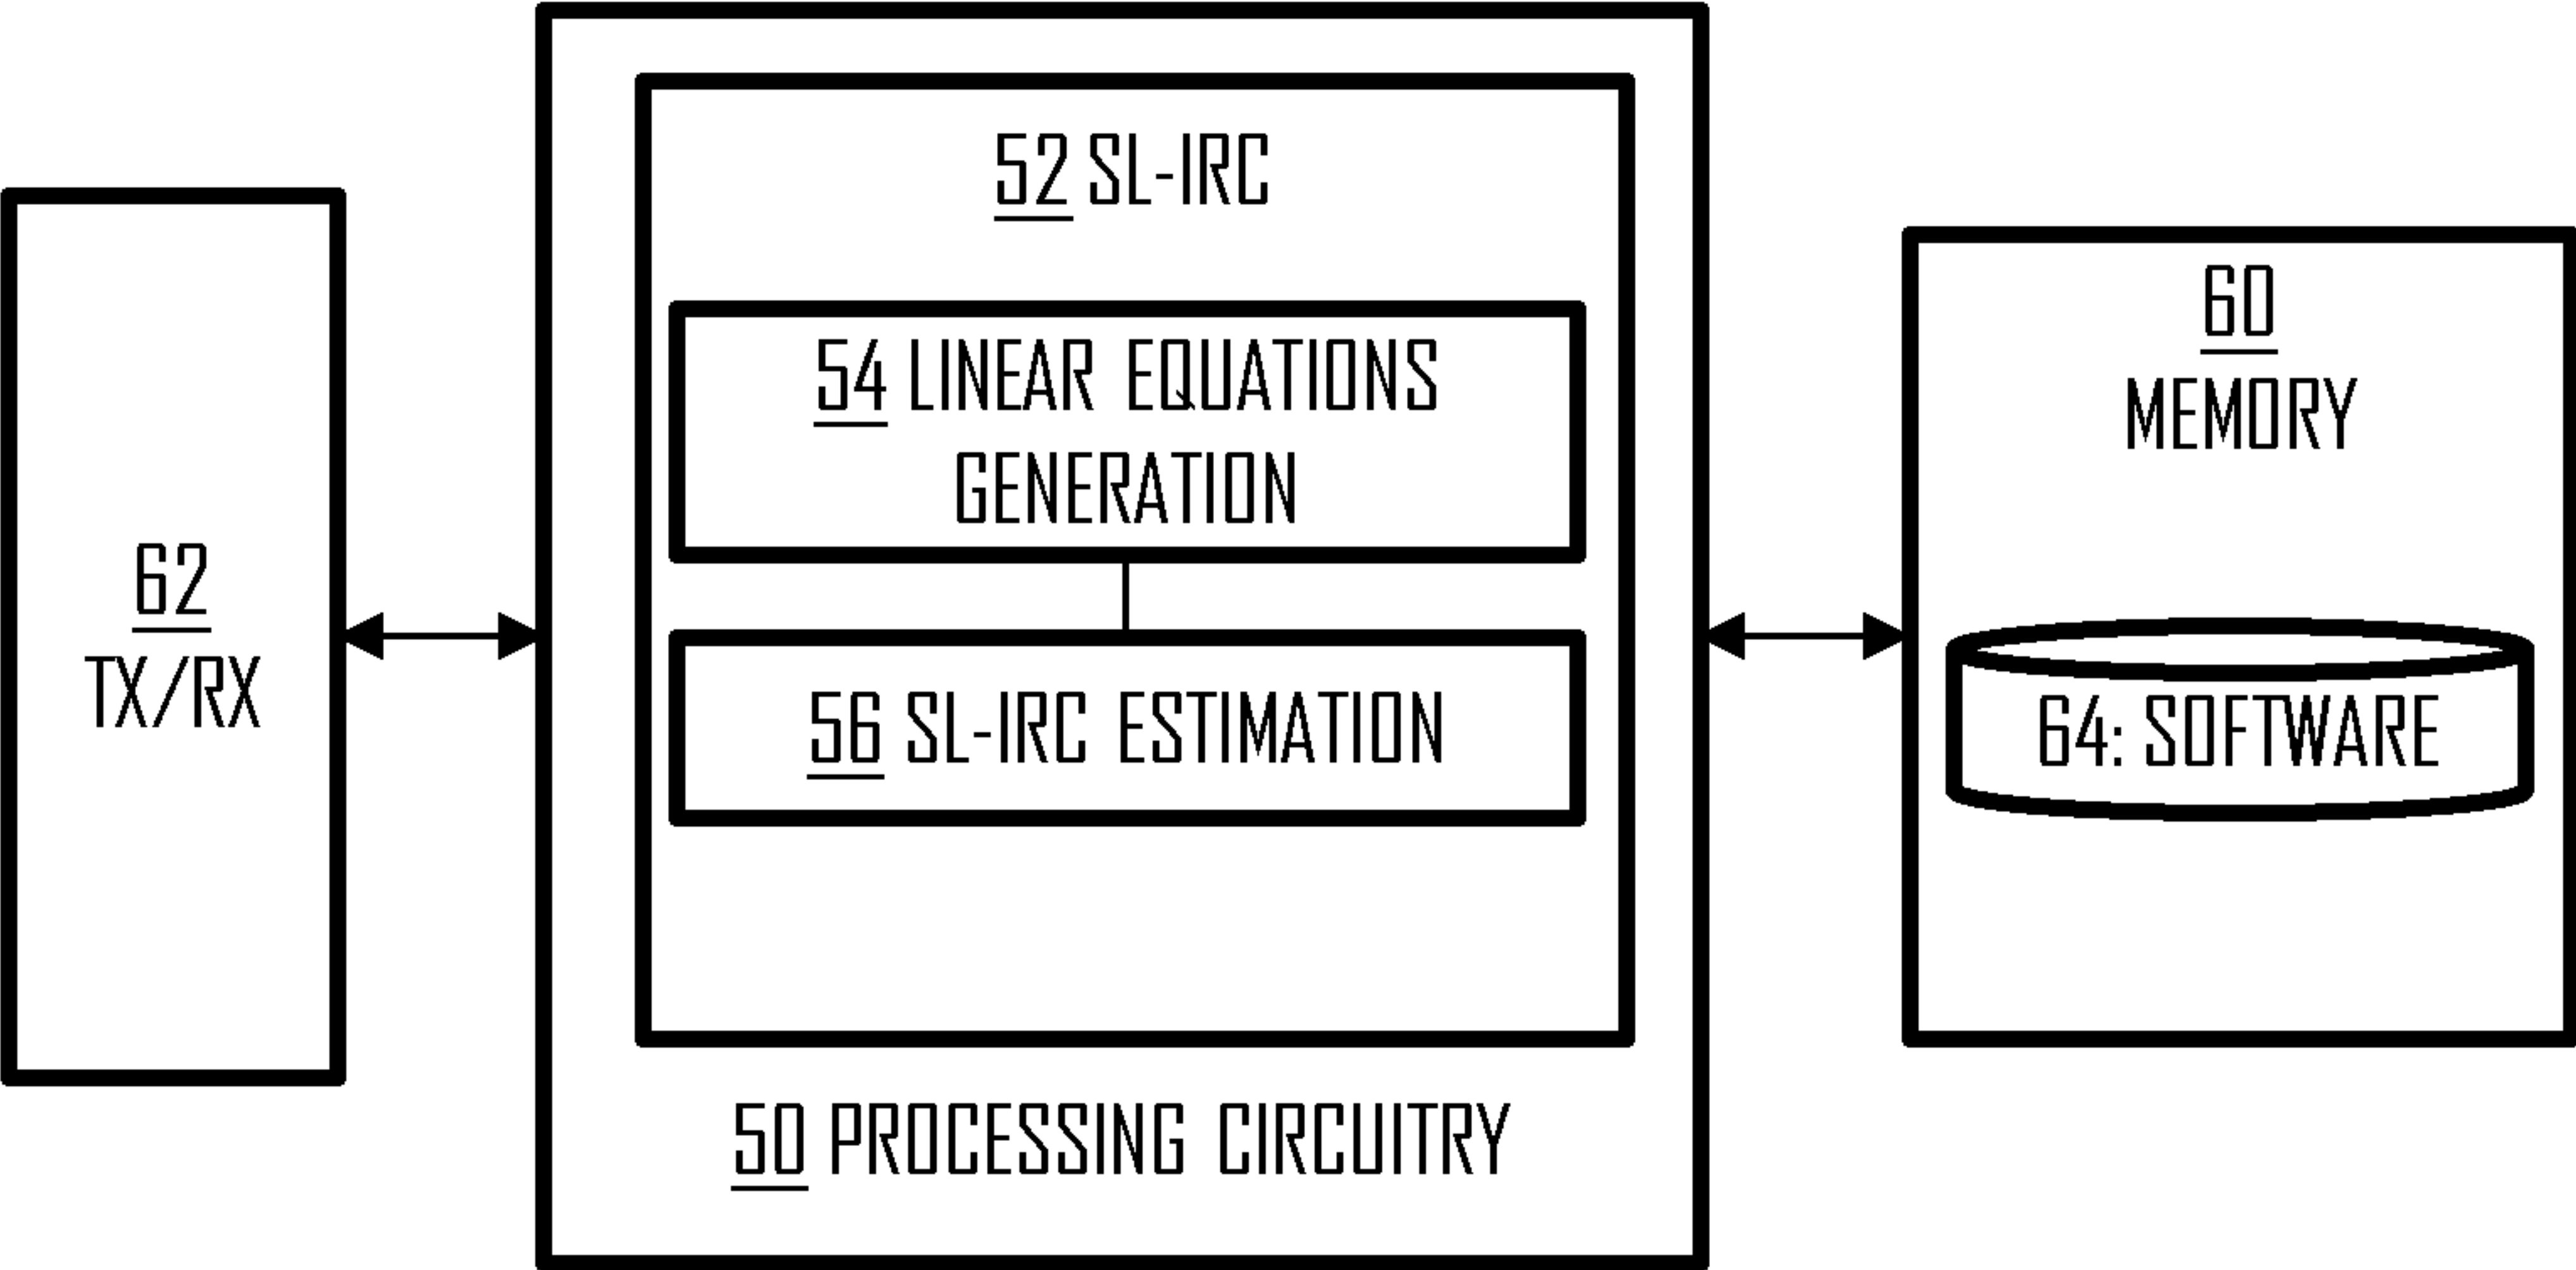 62
TX/RX
52 SL-IRC
54 LINEAR EQUATIONS
GENERATION
56 SL-IRC ESTIMATION
50 PROCESSING CIRCUITRY
60
MEMORY
64: SOFTWARE